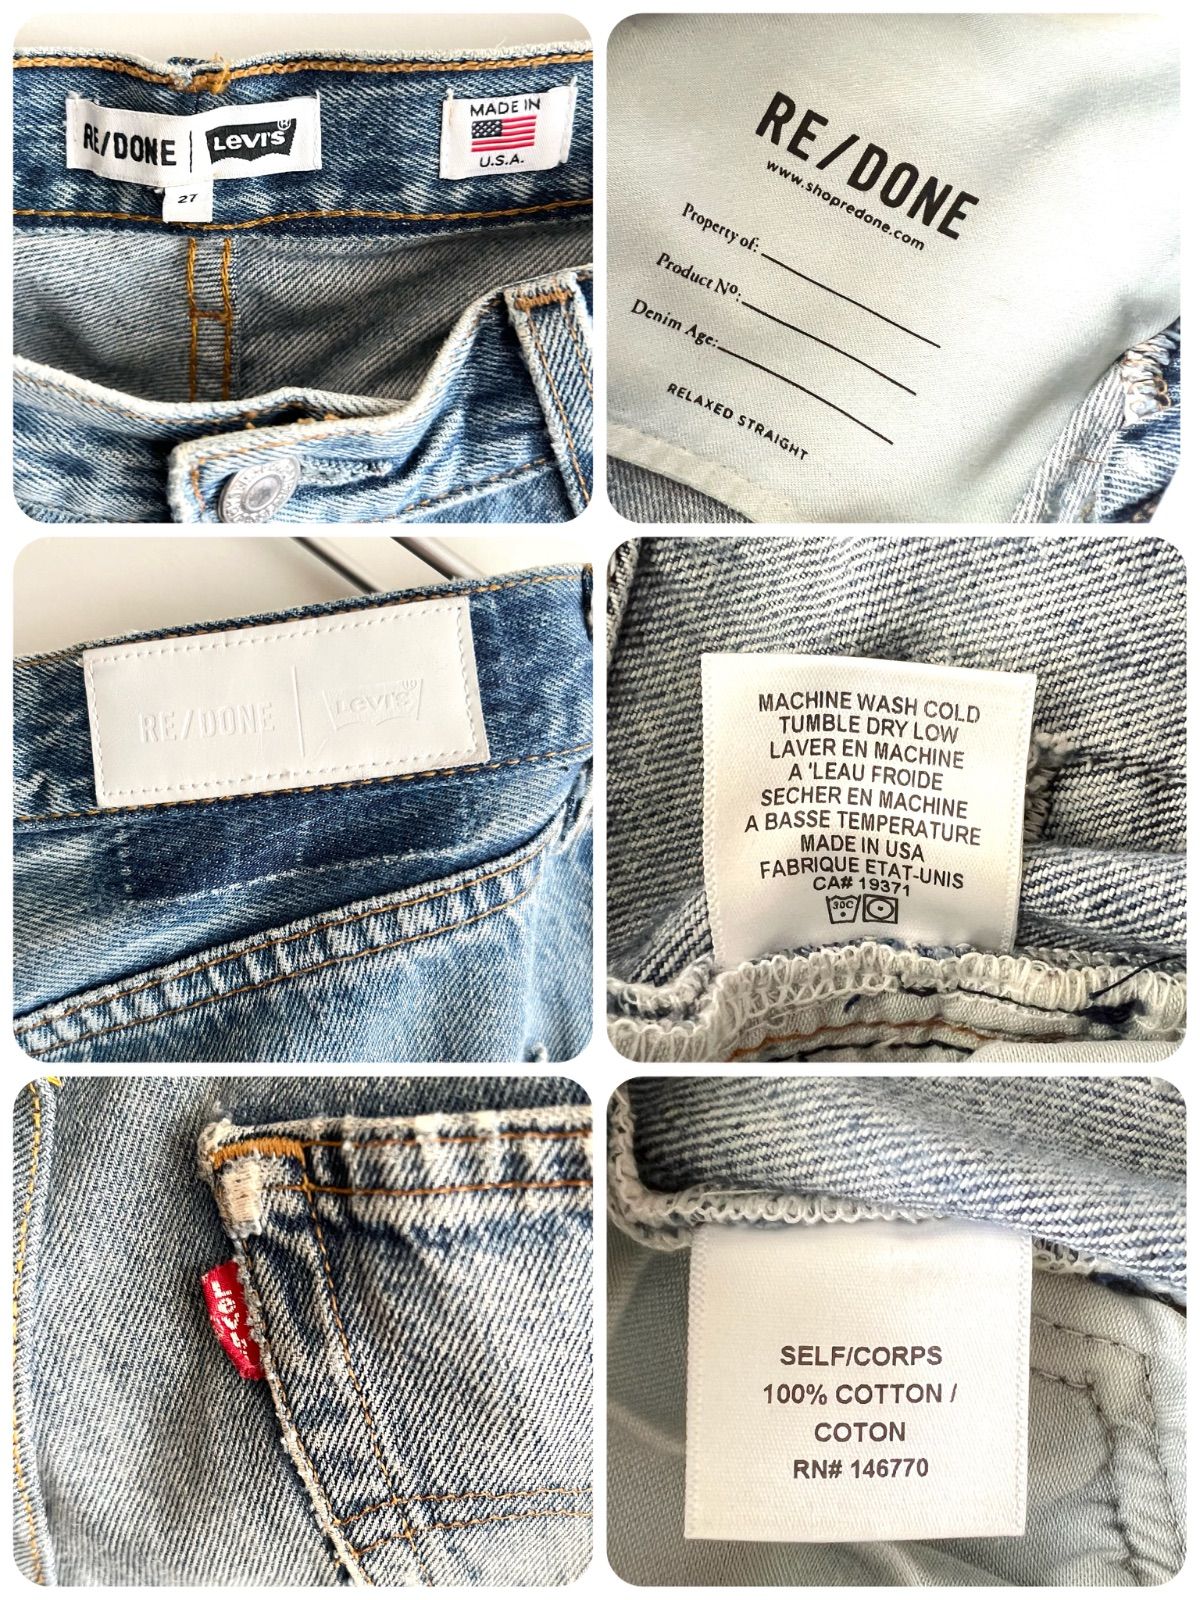 RE/DONE | LEVI'S®
27
MADE IN
U.S.A.
RE/DONE
www.shopredone.com
Property of:
Product Nº:
Denim Age:
RELAXED STRAIGHT
RE/DONE | LEVI'S®
MACHINE WASH COLD
TUMBLE DRY LOW
LAVER EN MACHINE
A 'LEAU FROIDE
SECHER EN MACHINE
A BASSE TEMPERATURE
MADE IN USA
FABRIQUE ETAT-UNIS
CA# 19371
30C
Levi's
SELF/CORPS
100% COTTON /
COTON
RN# 146770